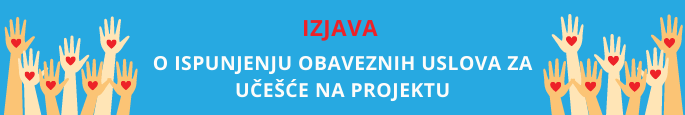 IZJAVA
O ISPUNJENJU OBAVEZNIH USLOVA ZA
UČEŠĆE NA PROJEKTU